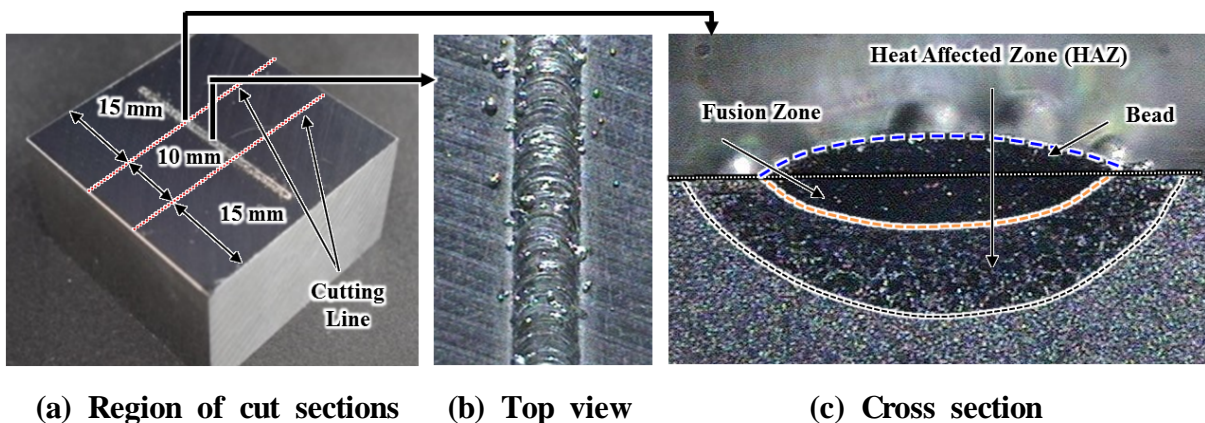 15 mm
10 mm
15 mm
Cutting
Line
Heat Affected Zone (HAZ)
Fusion Zone
Bead
(a) Region of cut sections
(b) Top view
(c) Cross section